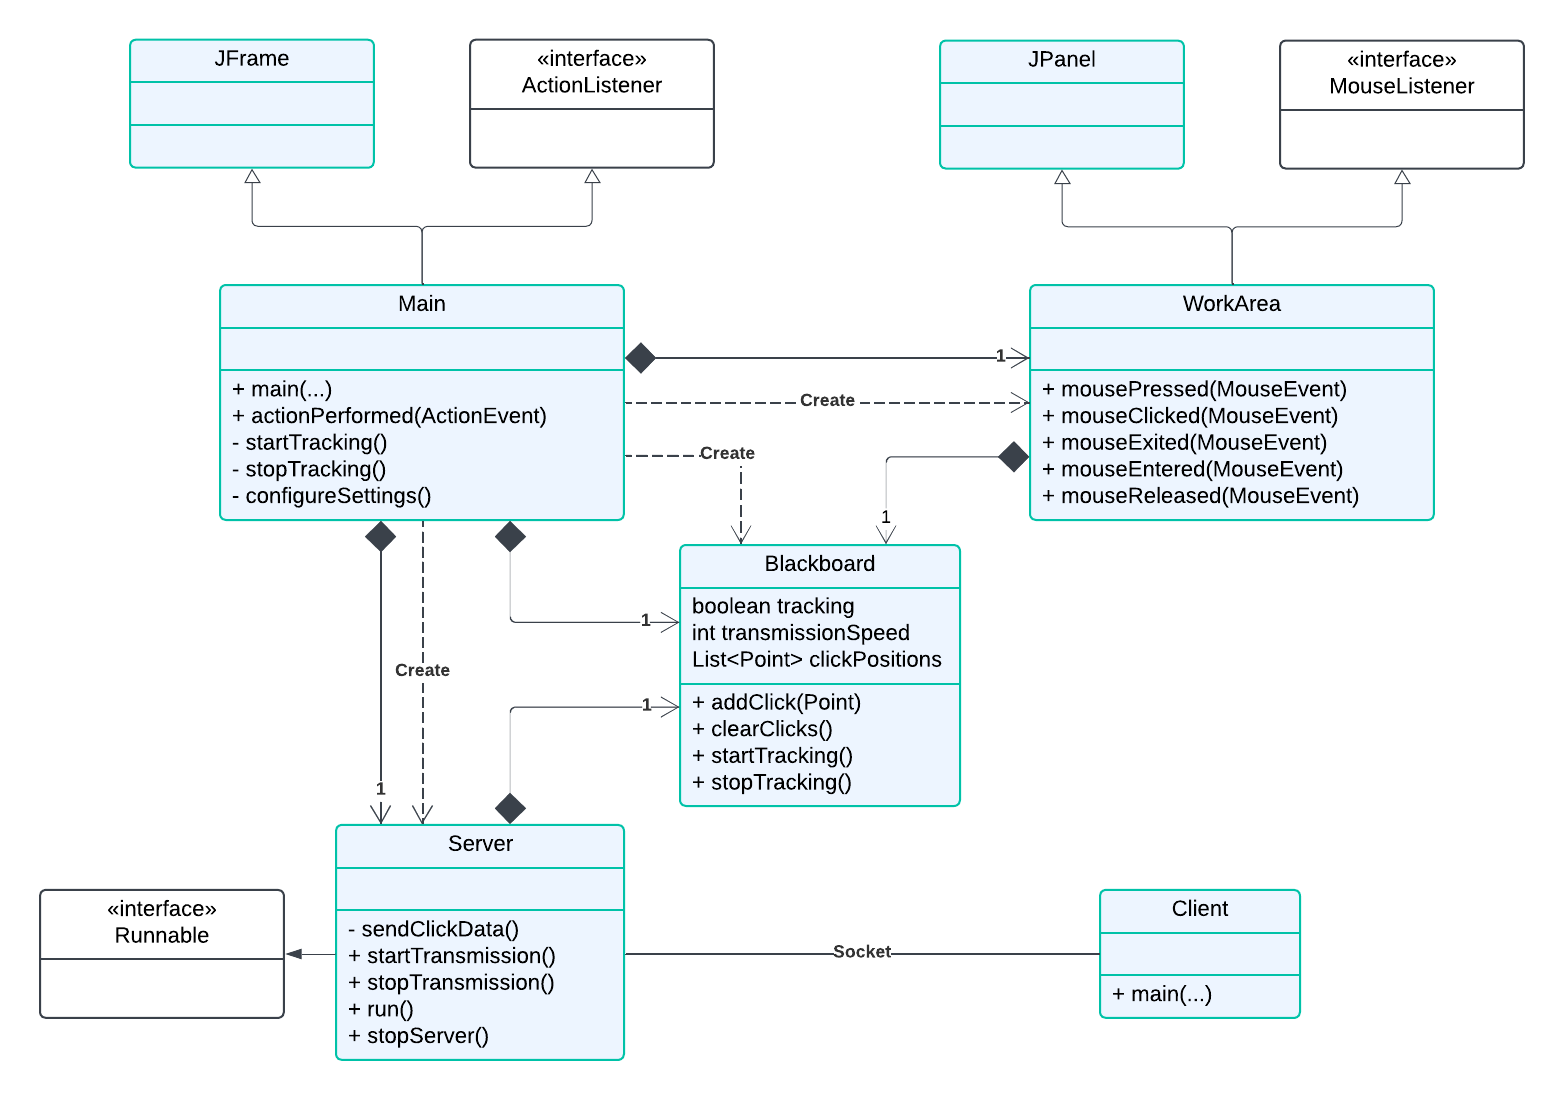 JFrame
«interface»
ActionListener
JPanel
«interface»
MouseListener
Main
+ main(...)
+ actionPerformed(ActionEvent)
- startTracking()
- stopTracking()
- configureSettings()
1
Create
Create
WorkArea
+ mousePressed(MouseEvent)
+ mouseClicked(MouseEvent)
+ mouseExited(MouseEvent)
+ mouseEntered(MouseEvent)
+ mouseReleased(MouseEvent)
1
Blackboard
boolean tracking
int transmissionSpeed
List<Point> clickPositions
+ addClick(Point)
+ clearClicks()
+ startTracking()
+ stopTracking()
1
Create
1
1
Server
- sendClickData()
+ startTransmission()
+ stopTransmission()
+ run()
+ stopServer()
«interface»
Runnable
Socket
Client
+ main(...)